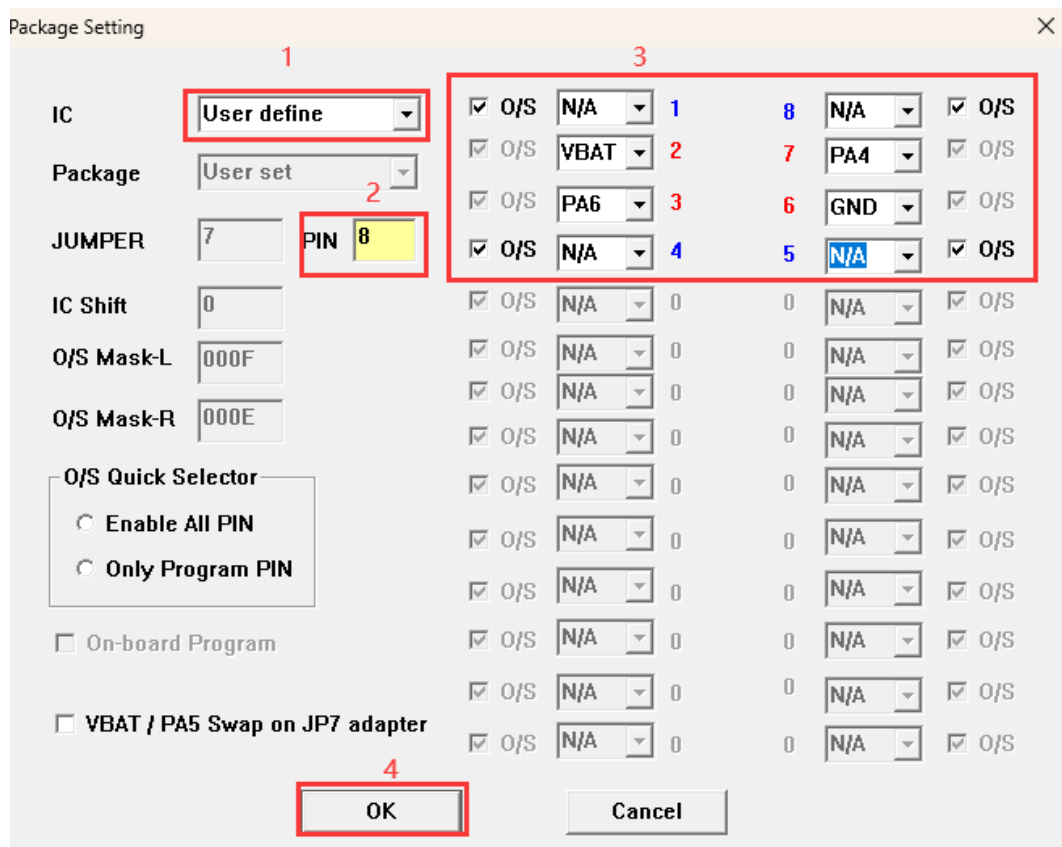 Package Setting
1 3
IC User define O/S N/A 1 8 N/A O/S
O/S VBAT 2 7 PA4 O/S
Package User set
2
O/S PA6 3 6 GND O/S
JUMPER 7 PIN 8
O/S N/A 4 5 N/A O/S
IC Shift 0 O/S N/A 0 0 N/A O/S
O/S Mask-L 000F O/S N/A 0 0 N/A O/S
O/S N/A 0 0 N/A O/S
O/S Mask-R 000E O/S N/A 0 0 N/A O/S
O/S Quick Selector O/S N/A 0 0 N/A O/S
Enable All PIN O/S N/A 0 0 N/A O/S
Only Program PIN O/S N/A 0 0 N/A O/S
On-board Program O/S N/A 0 0 N/A O/S
O/S N/A 0 0 N/A O/S
VBAT / PA5 Swap on JP7 adapter O/S N/A 0 0 N/A O/S
4
OK Cancel